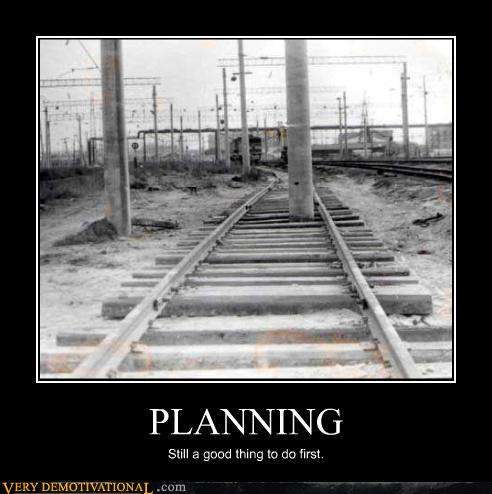 PLANNING
Still a good thing to do first.
VERY DEMOTIVATIONAL.com